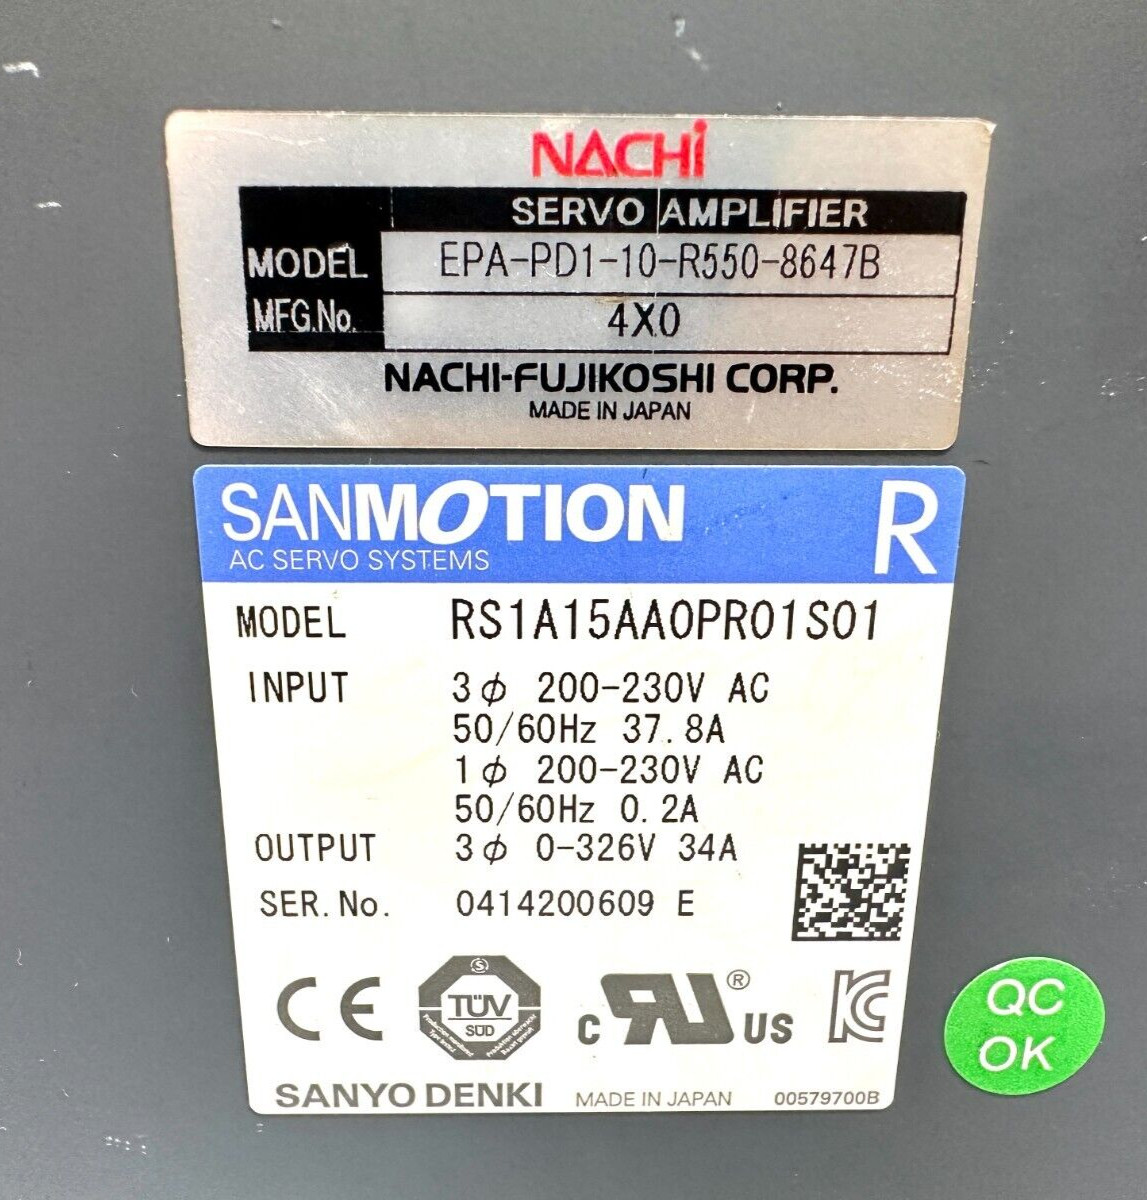 NACHi
SERVO AMPLIFIER
MODEL EPA-PD1-10-R550-8647B
MFG.No. 4X0
NACHI-FUJIKOSHI CORP.
MADE IN JAPAN
SANMOTION R
AC SERVO SYSTEMS
MODEL RS1A15AA0PR01S01
INPUT 3φ 200-230V AC
50/60Hz 37.8A
1φ 200-230V AC
50/60Hz 0.2A
OUTPUT 3φ 0-326V 34A
SER.No. 0414200609 E
CE TÜV SÜD c RU ® US KC
QC
OK
SANYO DENKI MADE IN JAPAN 00579700B